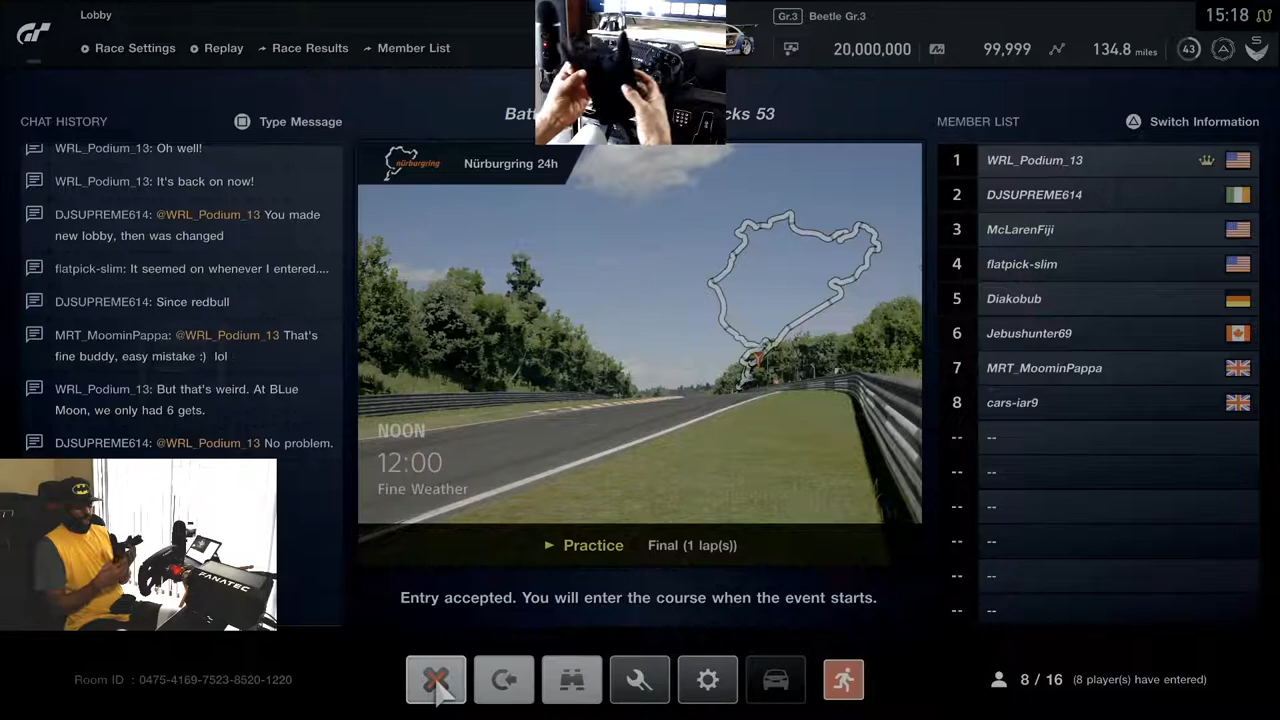 Lobby
Gr.3 Beetle Gr.3
15:18
Race Settings
Replay
Race Results
Member List
20,000,000
99,999
134.8 miles
43
CHAT HISTORY
Type Message
cks 53
MEMBER LIST
Switch Information
WRL_Podium_13: Oh well!
WRL_Podium_13: It's back on now!
DJSUPREME614: @WRL_Podium_13 You made
new lobby, then was changed
flatpick-slim: It seemed on whenever I entered....
DJSUPREME614: Since redbull
MRT_MoominPappa: @WRL_Podium_13 That's
fine buddy, easy mistake :) lol
WRL_Podium_13: But that's weird. At BLue
Moon, we only had 6 gets.
DJSUPREME614: @WRL_Podium_13 No problem.
nürburgring
Nürburgring 24h
NOON
12:00
Fine Weather
Practice
Final (1 lap(s))
Entry accepted. You will enter the course when the event starts.
1 WRL_Podium_13
2 DJSUPREME614
3 McLarenFiji
4 flatpick-slim
5 Diakobub
6 Jebushunter69
7 MRT_MoominPappa
8 cars-iar9
-- --
-- --
-- --
-- --
-- --
-- --
FANATEC
Room ID : 0475-4169-7523-8520-1220
8 / 16 (8 player(s) have entered)